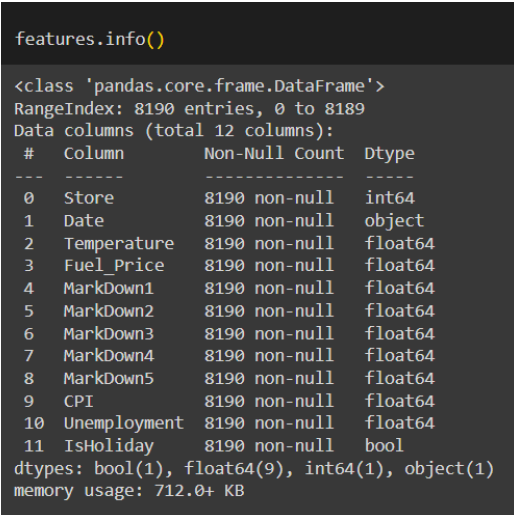 features.info()
<class 'pandas.core.frame.DataFrame'>
RangeIndex: 8190 entries, 0 to 8189
Data columns (total 12 columns):
 #   Column        Non-Null Count  Dtype
---  ------        --------------  -----
 0   Store         8190 non-null   int64
 1   Date          8190 non-null   object
 2   Temperature   8190 non-null   float64
 3   Fuel_Price    8190 non-null   float64
 4   MarkDown1     8190 non-null   float64
 5   MarkDown2     8190 non-null   float64
 6   MarkDown3     8190 non-null   float64
 7   MarkDown4     8190 non-null   float64
 8   MarkDown5     8190 non-null   float64
 9   CPI           8190 non-null   float64
 10  Unemployment  8190 non-null   float64
 11  IsHoliday     8190 non-null   bool
dtypes: bool(1), float64(9), int64(1), object(1)
memory usage: 712.0+ KB